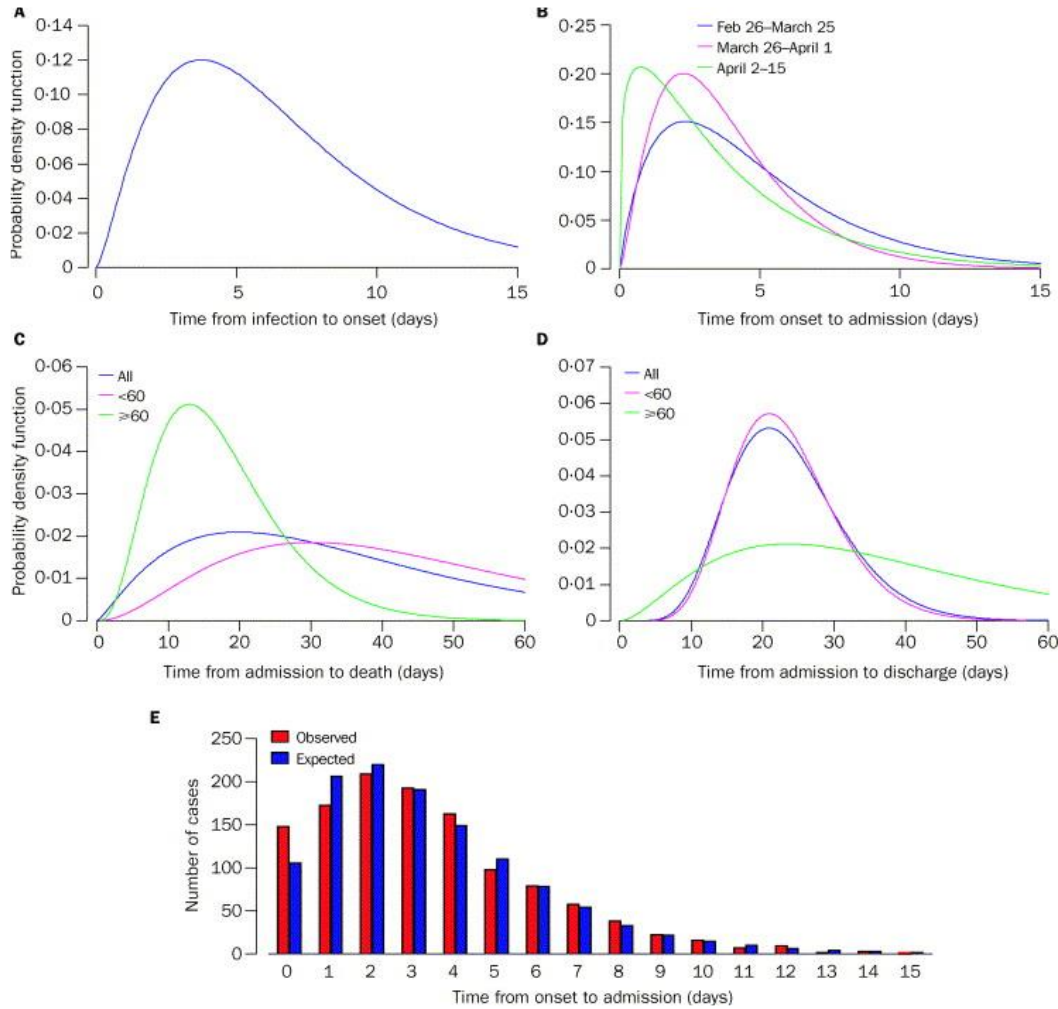 A
Probability density function
0·14
0·12
0·10
0·08
0·06
0·04
0·02
0
0 5 10 15
Time from infection to onset (days)
B
Feb 26–March 25
March 26–April 1
April 2–15
0·25
0·20
0·15
0·10
0·05
0
0 5 10 15
Time from onset to admission (days)
C
Probability density function
All
<60
⩾60
0·06
0·05
0·04
0·03
0·02
0·01
0
0 10 20 30 40 50 60
Time from admission to death (days)
D
All
<60
⩾60
0·07
0·06
0·05
0·04
0·03
0·02
0·01
0
0 10 20 30 40 50 60
Time from admission to discharge (days)
E
Observed
Expected
Number of cases
250
200
150
100
50
0
0 1 2 3 4 5 6 7 8 9 10 11 12 13 14 15
Time from onset to admission (days)